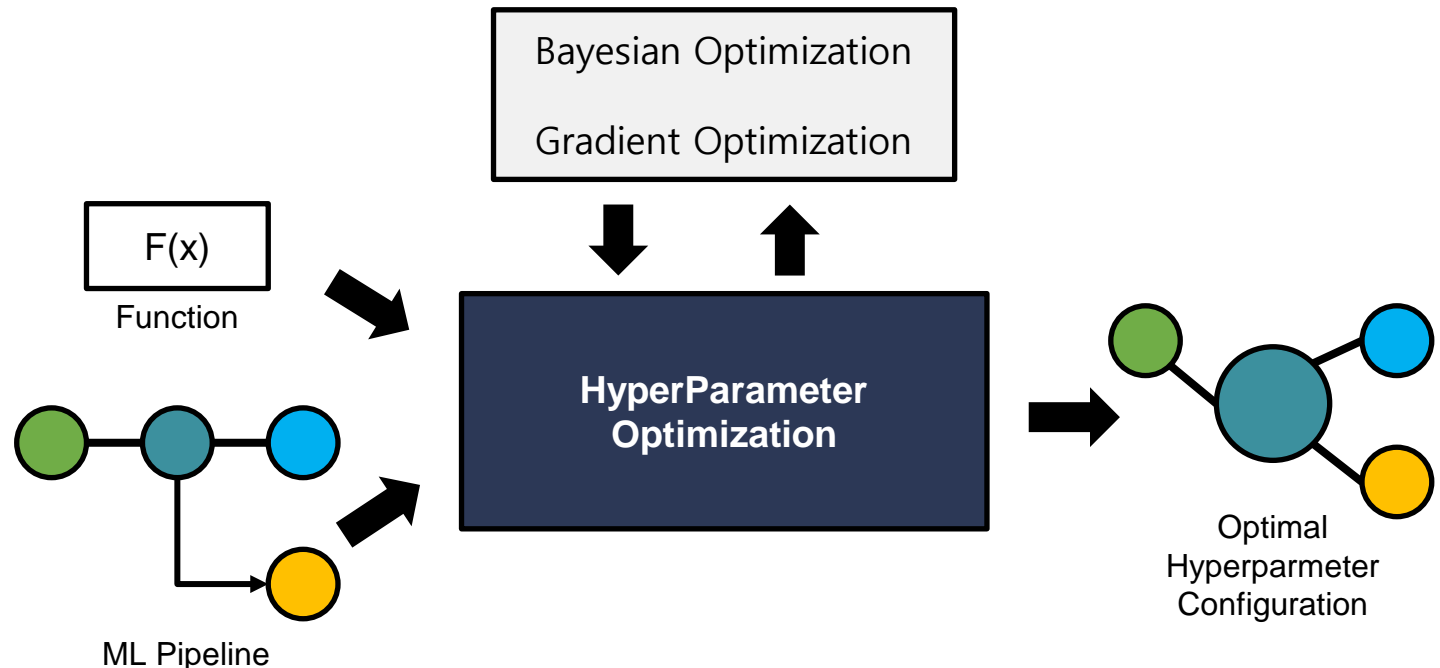 Bayesian Optimization
Gradient Optimization
F(x)
Function
HyperParameter
Optimization
ML Pipeline
Optimal
Hyperparmeter
Configuration